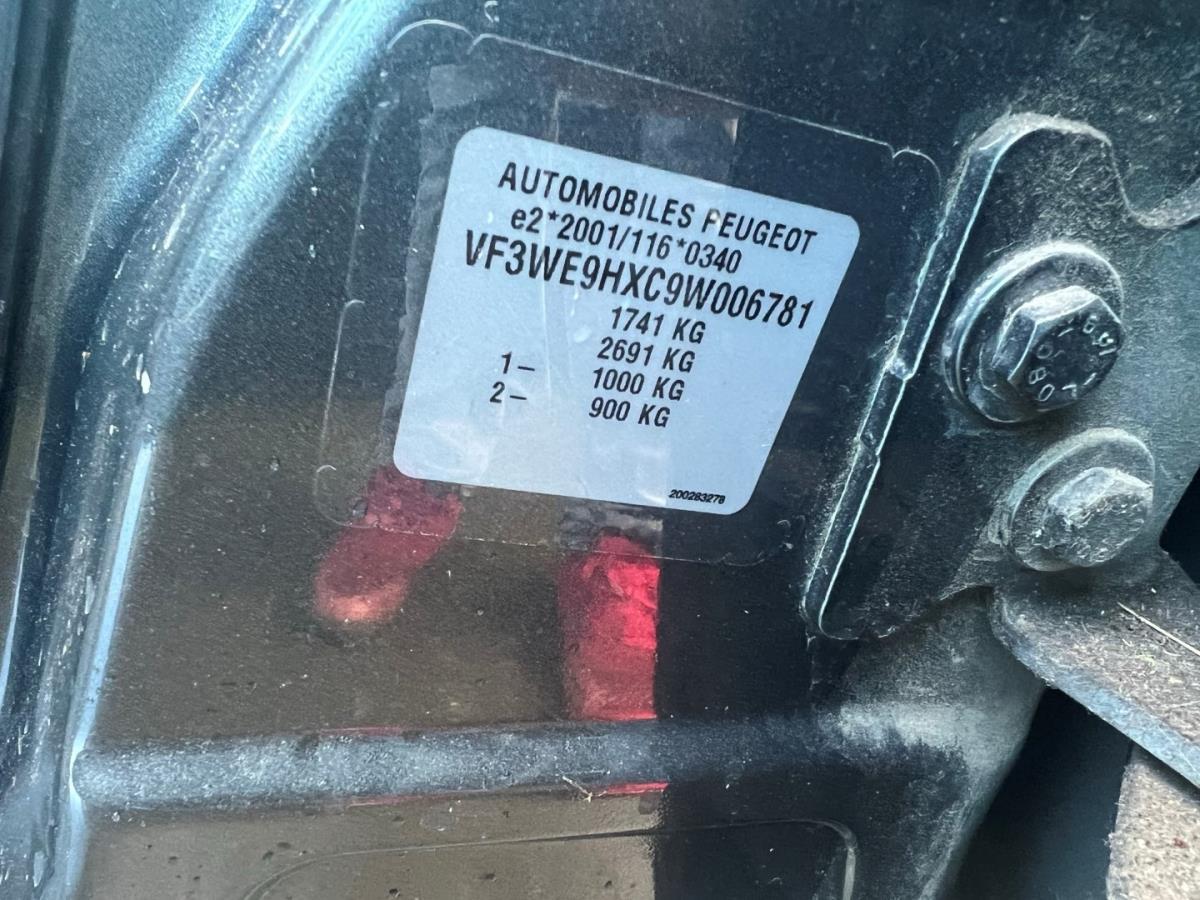 AUTOMOBILES PEUGEOT
e2*2001/116*0340
VF3WE9HXC9W006781
1741 KG
2691 KG
1- 1000 KG
2- 900 KG
200283278